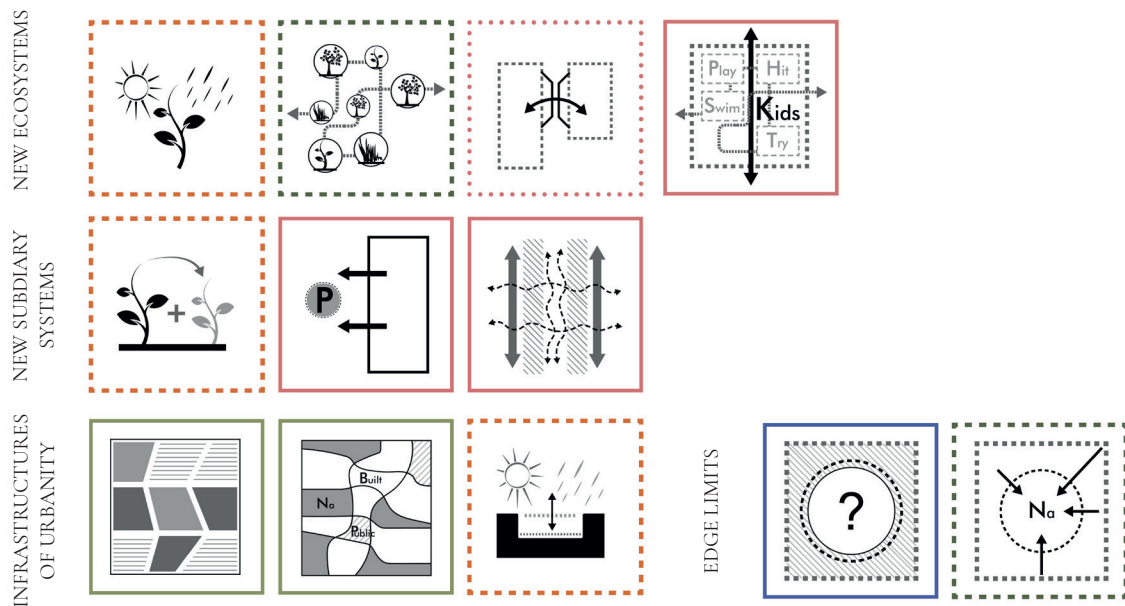 NEW ECOSYSTEMS
Play
Hit
Swim
Kids
Try
NEW SUBDIARY
SYSTEMS
+
P
INFRASTRUCTURES
OF URBANITY
Built
Na
Public
EDGE LIMITS
?
Na